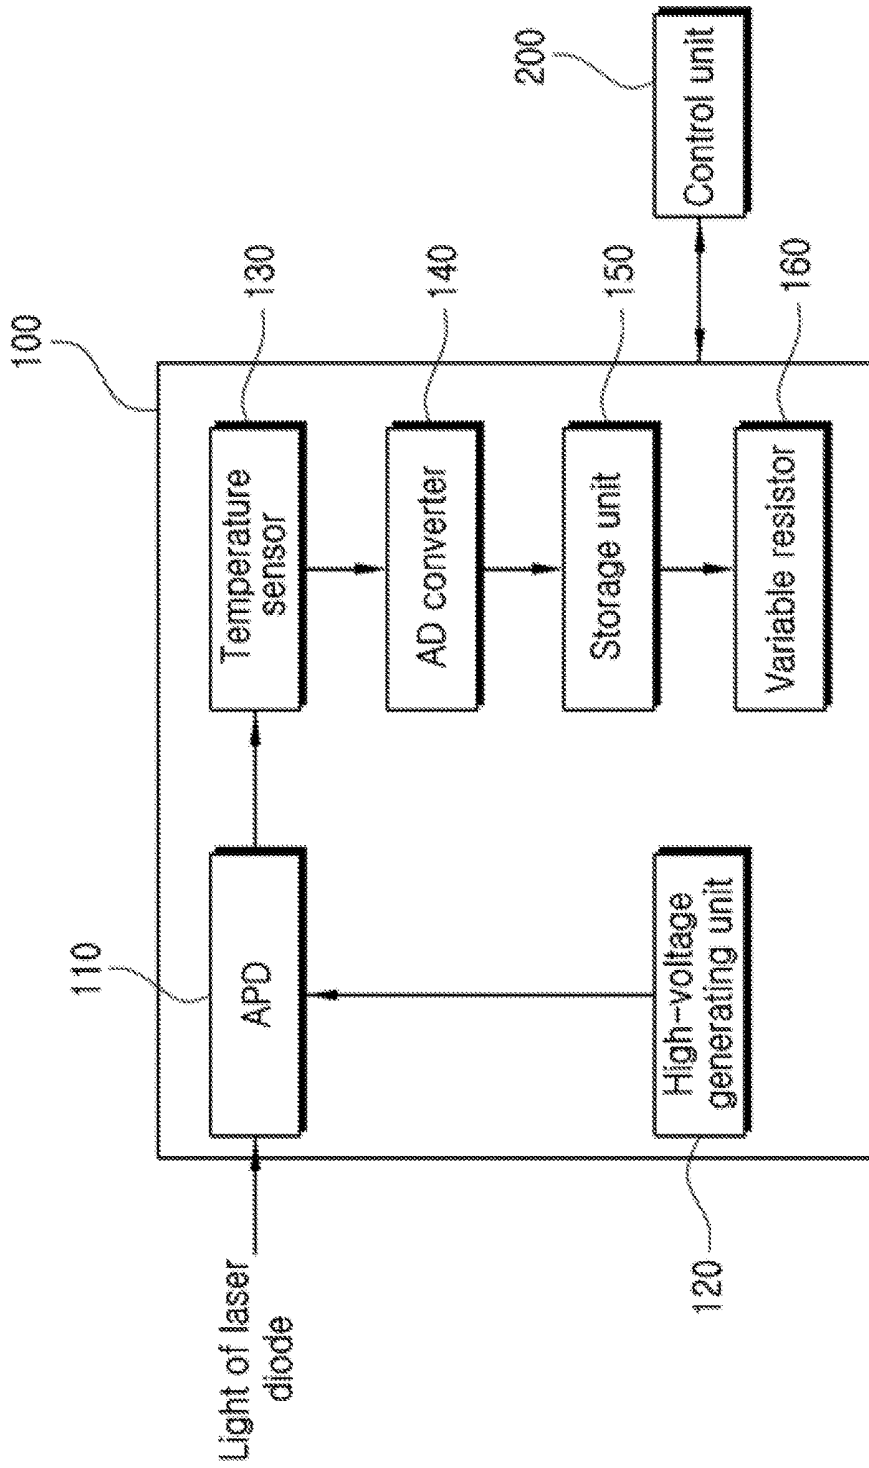 100
Light of laser
diode
110
APD
Temperature
sensor
130
AD converter
140
Storage unit
150
120
High-voltage
generating unit
Variable resistor
160
Control unit
200